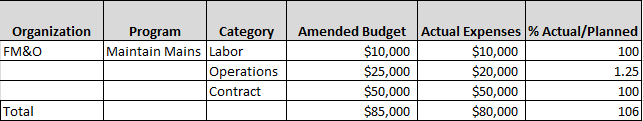 Organization Program Category Amended Budget Actual Expenses % Actual/Planned
FM&O Maintain Mains Labor $10,000 $10,000 100
Operations $25,000 $20,000 1.25
Contract $50,000 $50,000 100
Total $85,000 $80,000 106